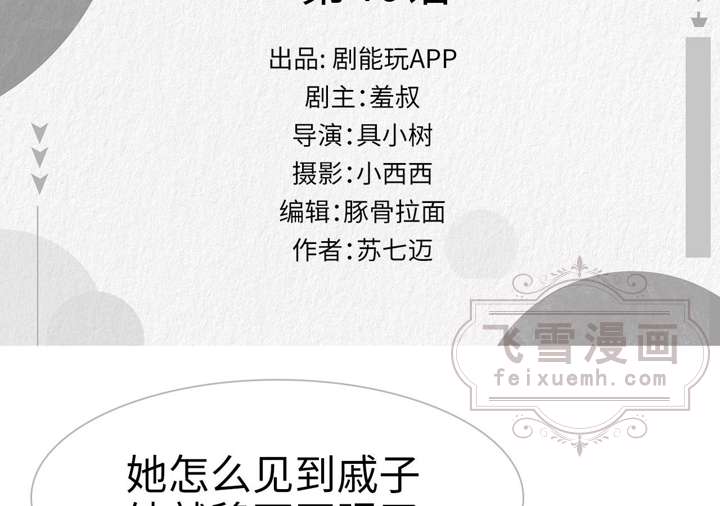 出品: 剧能玩APP
剧主：羞叔
导演：具小树
摄影：小西西
编辑：豚骨拉面
作者：苏七迈
飞雪漫画
feixuemh.com
她怎么见到戚子